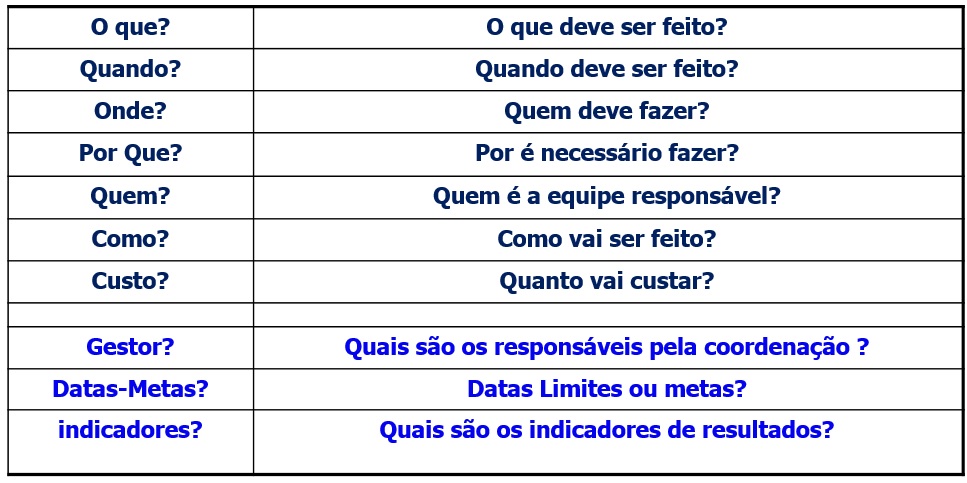 O que? O que deve ser feito?
Quando? Quando deve ser feito?
Onde? Quem deve fazer?
Por Que? Por é necessário fazer?
Quem? Quem é a equipe responsável?
Como? Como vai ser feito?
Custo? Quanto vai custar?
Gestor? Quais são os responsáveis pela coordenação ?
Datas-Metas? Datas Limites ou metas?
indicadores? Quais são os indicadores de resultados?